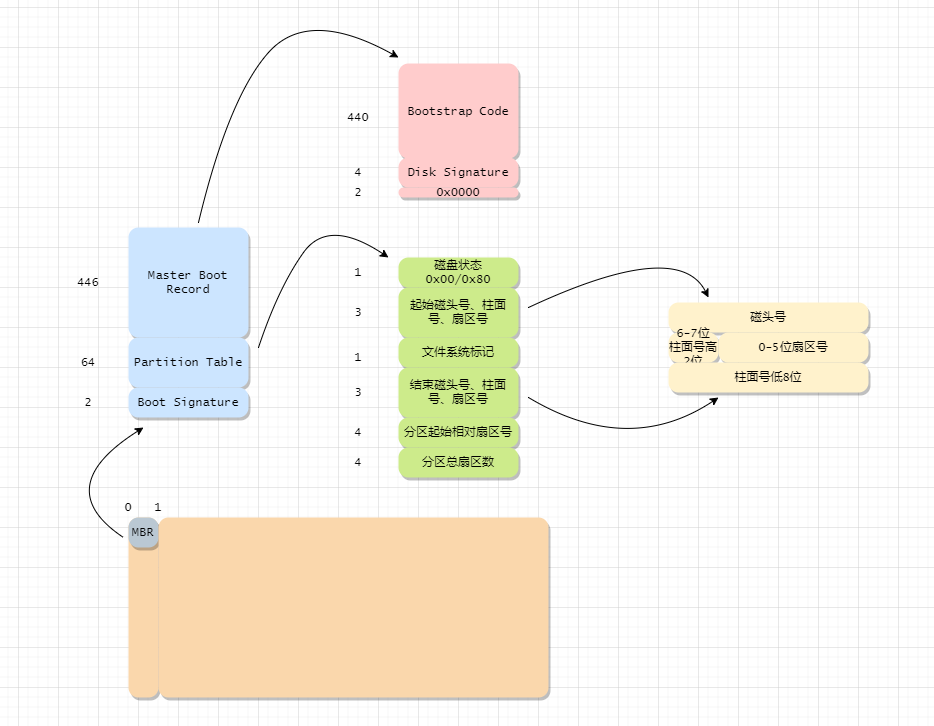 440
Bootstrap Code
4
Disk Signature
2
0x0000
446
Master Boot
Record
64
Partition Table
2
Boot Signature
1
磁盘状态
0x00/0x80
3
起始磁头号、柱面
号、扇区号
1
文件系统标记
3
结束磁头号、柱面
号、扇区号
4
分区起始相对扇区号
4
分区总扇区数
磁头号
6-7位
柱面号高
2位
0-5位扇区号
柱面号低8位
0 1
MBR